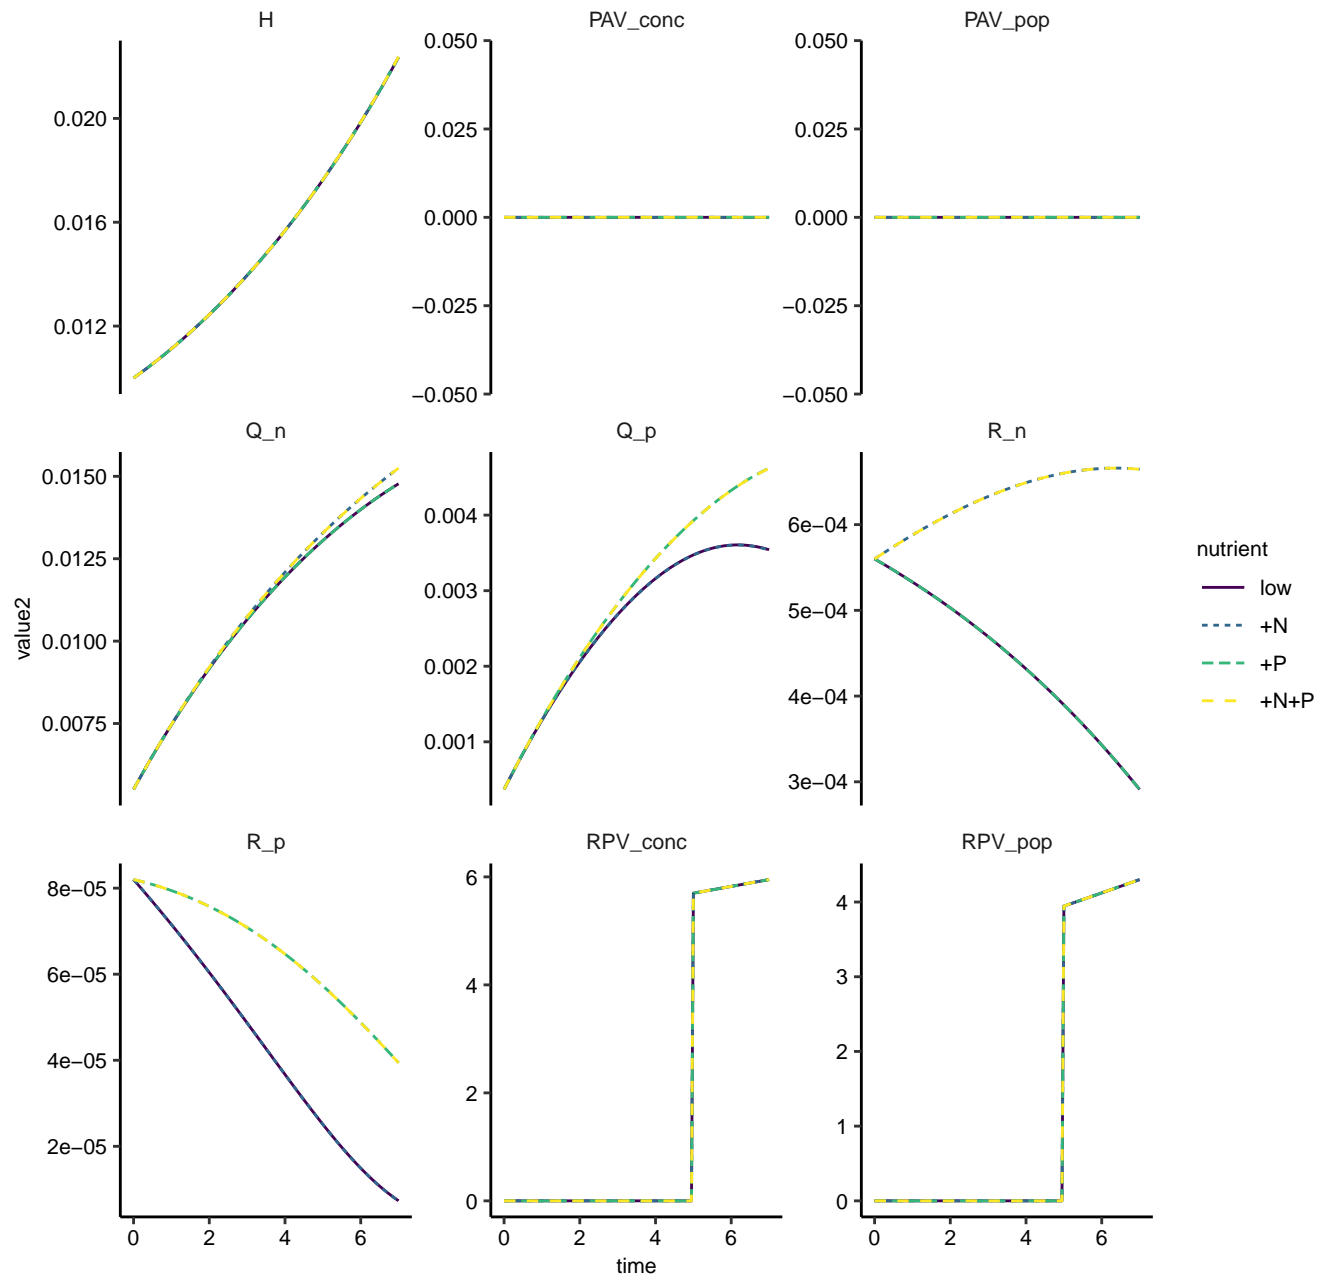 H
PAV_conc
PAV_pop
0.020
0.016
0.012
0.050
0.025
0.000
−0.025
−0.050
0.050
0.025
0.000
−0.025
−0.050
Q_n
Q_p
R_n
0.0150
0.0125
0.0100
0.0075
0.004
0.003
0.002
0.001
6e−04
5e−04
4e−04
3e−04
value2
nutrient
low
+N
+P
+N+P
R_p
RPV_conc
RPV_pop
8e−05
6e−05
4e−05
2e−05
6
4
2
0
4
3
2
1
0
0 2 4 6
0 2 4 6
0 2 4 6
time